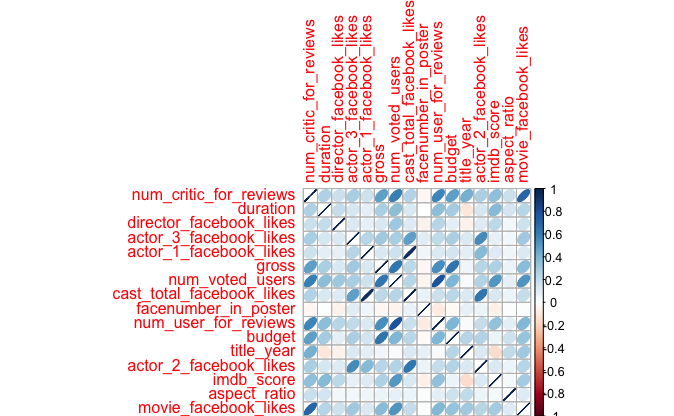 num_critic_for_reviews
duration
director_facebook_likes
actor_3_facebook_likes
actor_1_facebook_likes
gross
num_voted_users
cast_total_facebook_likes
facenumber_in_poster
num_user_for_reviews
budget
title_year
actor_2_facebook_likes
imdb_score
aspect_ratio
movie_facebook_likes
num_critic_for_reviews
duration
director_facebook_likes
actor_3_facebook_likes
actor_1_facebook_likes
gross
num_voted_users
cast_total_facebook_likes
facenumber_in_poster
num_user_for_reviews
budget
title_year
actor_2_facebook_likes
imdb_score
aspect_ratio
movie_facebook_likes
1
0.8
0.6
0.4
0.2
0
-0.2
-0.4
-0.6
-0.8